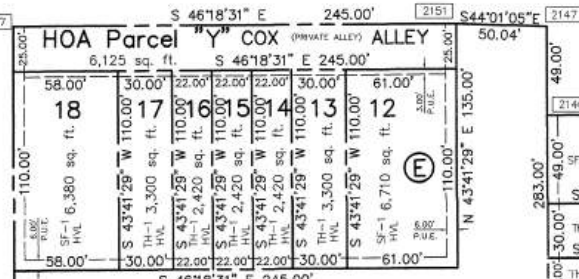 S 46°18'31" E 245.00' 2151 S44°01'05"E 2147
HOA Parcel "Y" COX (PRIVATE ALLEY) ALLEY 50.04'
25.00' 25.00'
6,125 sq. ft. S 46°18'31" E 245.00'
58.00' 30.00' 22.00' 22.00' 22.00' 30.00' 61.00'
18 17 16 15 14 13 12
110.00'
SF-1 6,380 sq. ft.
HVL
6.00'
P.U.E.
S 43°41'29" W 110.00'
TH-1 3,300 sq. ft.
HVL
S 43°41'29" W 110.00'
TH-1 2,420 sq. ft.
HVL
S 43°41'29" W 110.00'
TH-1 2,420 sq. ft.
HVL
S 43°41'29" W 110.00'
TH-1 2,420 sq. ft.
HVL
S 43°41'29" W 110.00'
TH-1 3,300 sq. ft.
HVL
S 43°41'29" W 110.00'
SF-1 6,710 sq. ft.
HVL
3.00'
P.U.E.
E
6.00'
P.U.E.
110.00'
N 43°41'29" E 135.00'
283.00'
49.00'
49.00'
30.00'
58.00' 30.00' 22.00' 22.00' 22.00' 30.00' 61.00'
S 46°18'31" E 245.00'